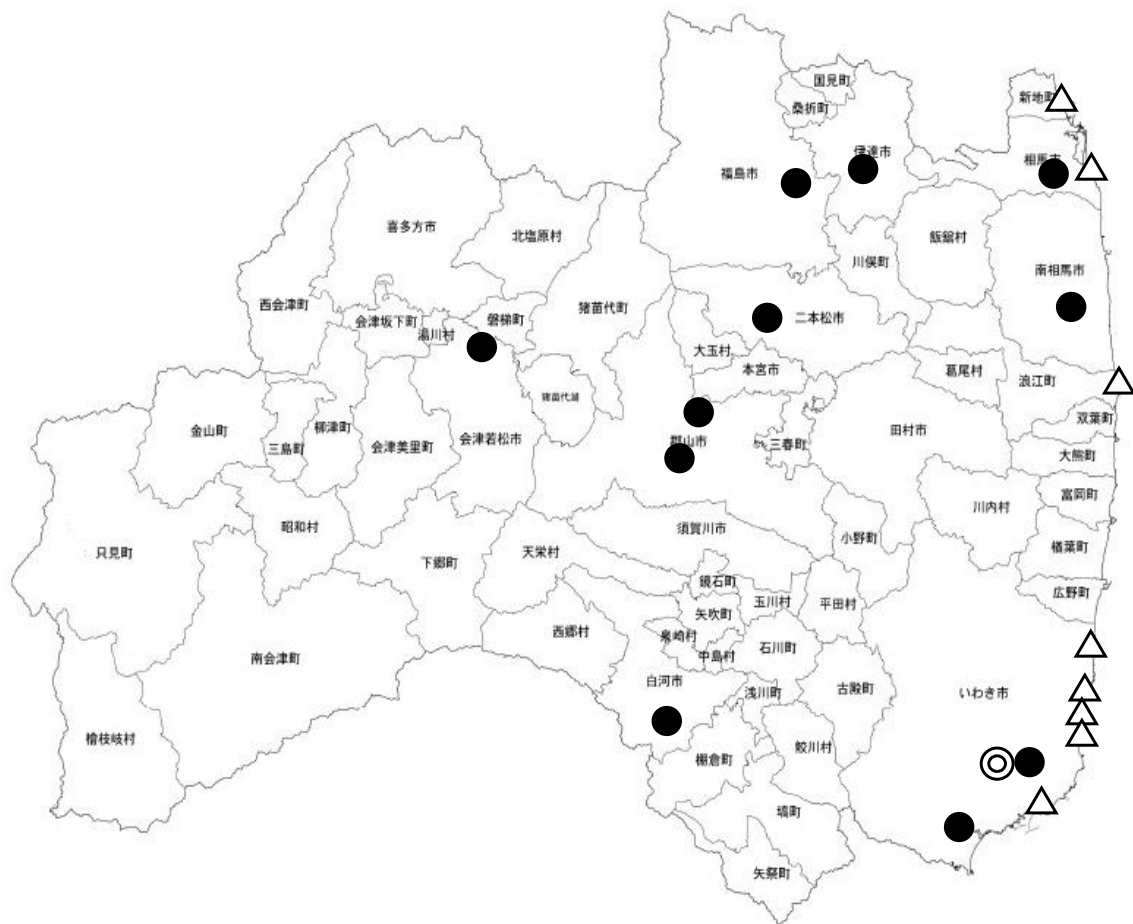 国見町
桑折町
新地町
伊達市
相馬市
福島市
喜多方市
北塩原村
飯舘村
川俣町
南相馬市
西会津町
猪苗代町
会津坂下町
湯川村
磐梯町
二本松市
大玉村
本宮市
葛尾村
浪江町
猪苗代湖
双葉町
金山町
三島町
柳津町
会津美里町
会津若松市
郡山市
三春町
田村市
大熊町
富岡町
川内村
只見町
昭和村
下郷町
天栄村
須賀川市
小野町
楢葉町
鏡石町
広野町
玉川村
平田村
矢吹町
西郷村
泉崎村
中島村
石川町
南会津町
白河市
浅川町
古殿町
いわき市
檜枝岐村
棚倉町
鮫川村
塙町
矢祭町